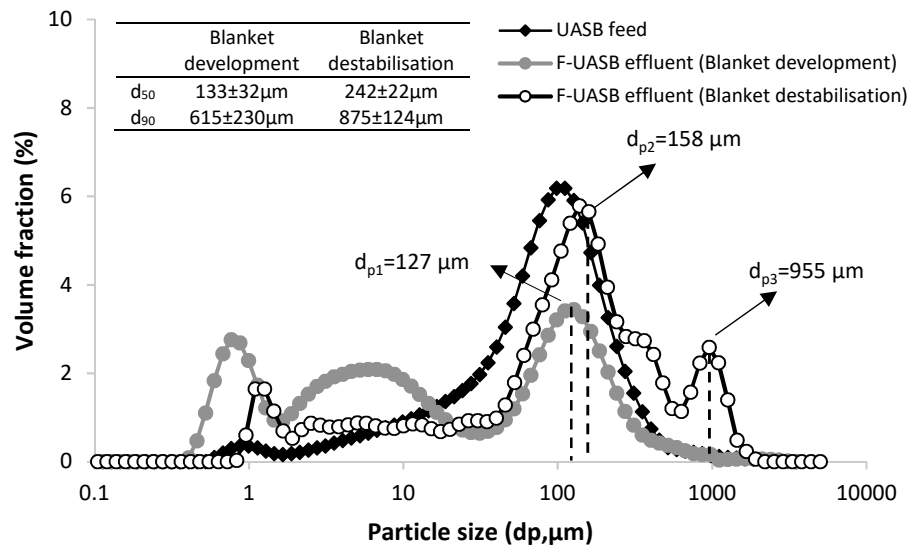 Blanket development Blanket destabilisation
d50 133±32µm 242±22µm
d90 615±230µm 875±124µm
UASB feed
F-UASB effluent (Blanket development)
F-UASB effluent (Blanket destabilisation)
dp2=158 µm
dp1=127 µm
dp3=955 µm
Volume fraction (%)
10
8
6
4
2
0
0.1 1 10 100 1000 10000
Particle size (dp,µm)